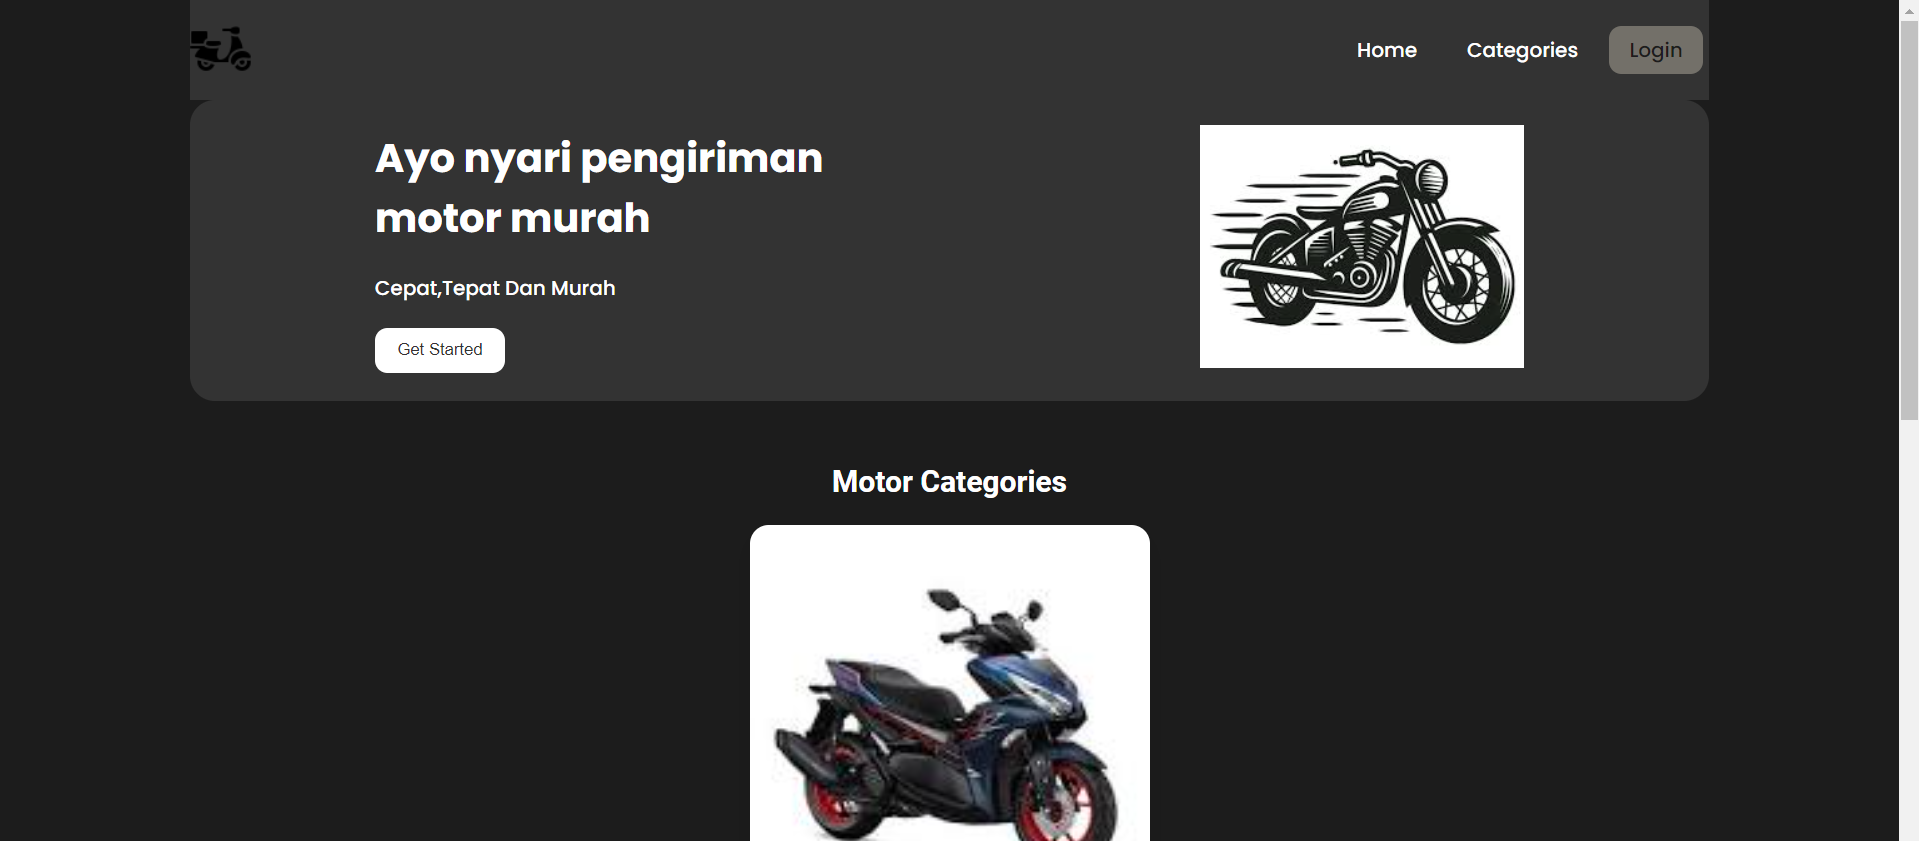 Home
Categories
Login
Ayo nyari pengiriman
motor murah
Cepat,Tepat Dan Murah
Get Started
Motor Categories